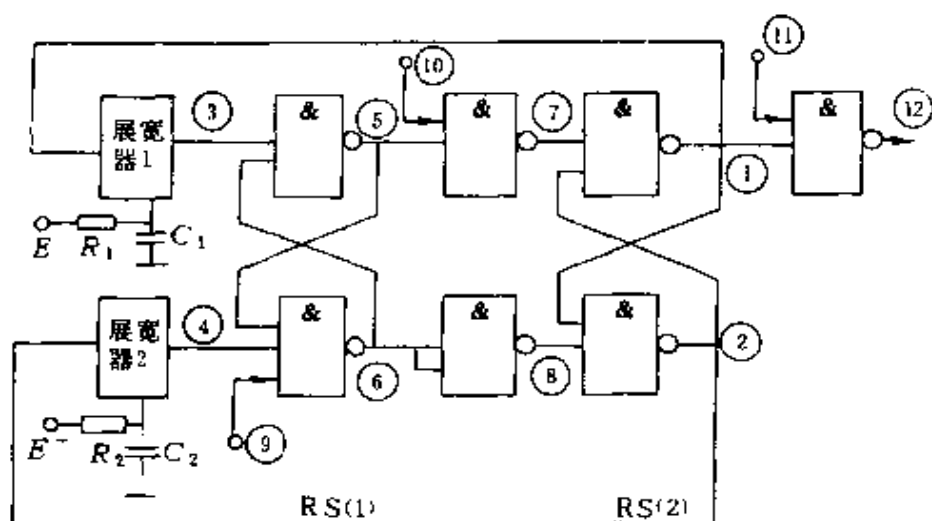 ⑪
⑩
& & & &
③ ⑤ ⑦ ⑫
展宽
器1
①
E R₁ C₁
& & &
展宽
器2
④ ② 
⑥ ⑧
E R₂ C₂
⑨
RS(1) RS(2)